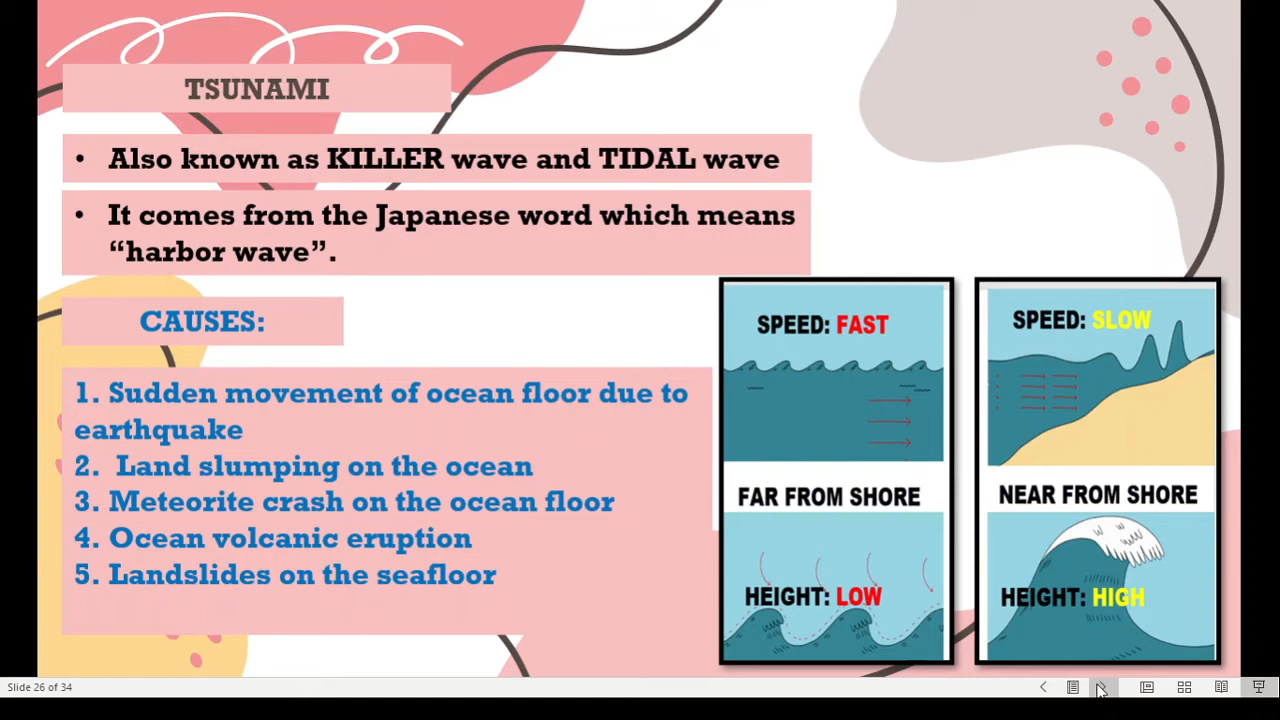 TSUNAMI
• Also known as KILLER wave and TIDAL wave
• It comes from the Japanese word which means
“harbor wave”.
CAUSES:
1. Sudden movement of ocean floor due to
earthquake
2. Land slumping on the ocean
3. Meteorite crash on the ocean floor
4. Ocean volcanic eruption
5. Landslides on the seafloor
SPEED: FAST
FAR FROM SHORE
HEIGHT: LOW
SPEED: SLOW
NEAR FROM SHORE
HEIGHT: HIGH
Slide 26 of 34